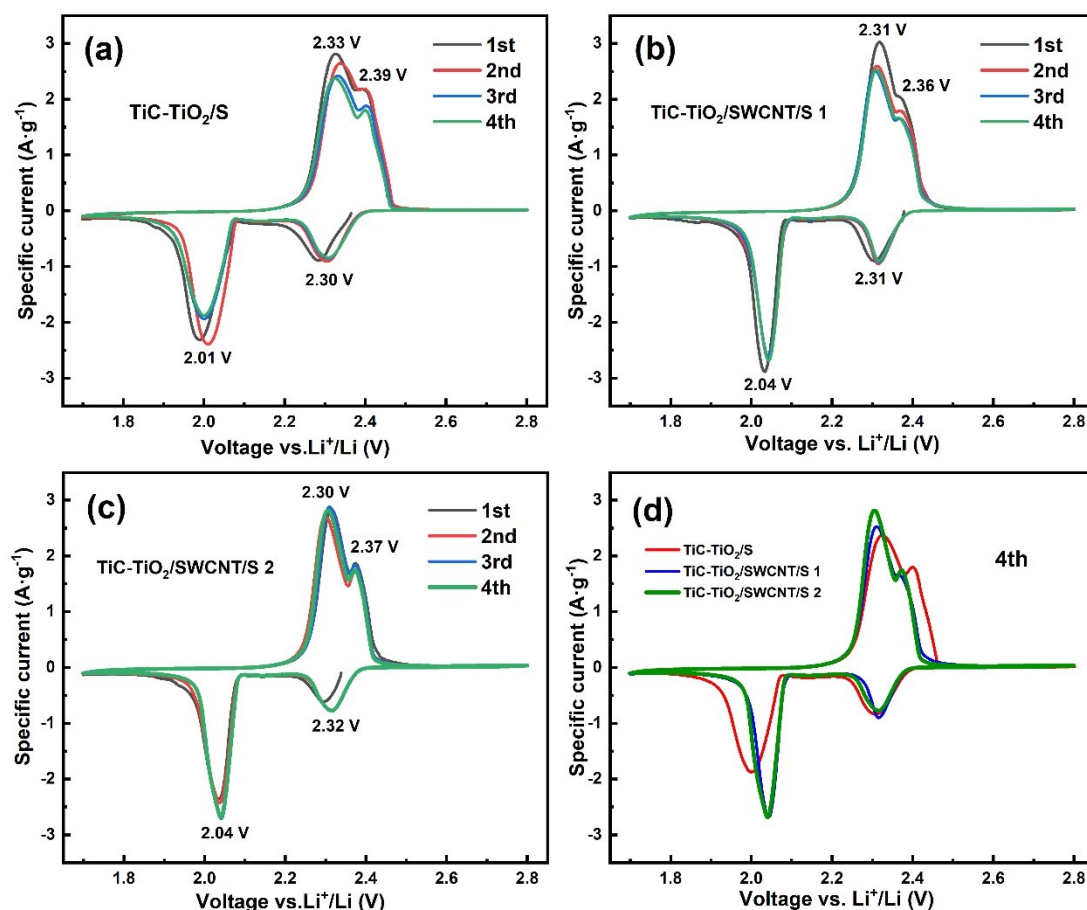 (a)
2.33 V
2.39 V
1st
2nd
3rd
4th
TiC-TiO₂/S
2.30 V
2.01 V
3
2
1
0
-1
-2
-3
Specific current (A·g⁻¹)
1.8 2.0 2.2 2.4 2.6 2.8
Voltage vs.Li⁺/Li (V)
(b)
2.31 V
2.36 V
1st
2nd
3rd
4th
TiC-TiO₂/SWCNT/S 1
2.31 V
2.04 V
3
2
1
0
-1
-2
-3
Specific current (A·g⁻¹)
1.8 2.0 2.2 2.4 2.6 2.8
Voltage vs. Li⁺/Li (V)
(c)
2.30 V
2.37 V
1st
2nd
3rd
4th
TiC-TiO₂/SWCNT/S 2
2.32 V
2.04 V
3
2
1
0
-1
-2
-3
Specific current (A·g⁻¹)
1.8 2.0 2.2 2.4 2.6 2.8
Voltage vs.Li⁺/Li (V)
(d)
4th
TiC-TiO₂/S
TiC-TiO₂/SWCNT/S 1
TiC-TiO₂/SWCNT/S 2
3
2
1
0
-1
-2
-3
Specific current (A·g⁻¹)
1.8 2.0 2.2 2.4 2.6 2.8
Voltage vs. Li⁺/Li (V)